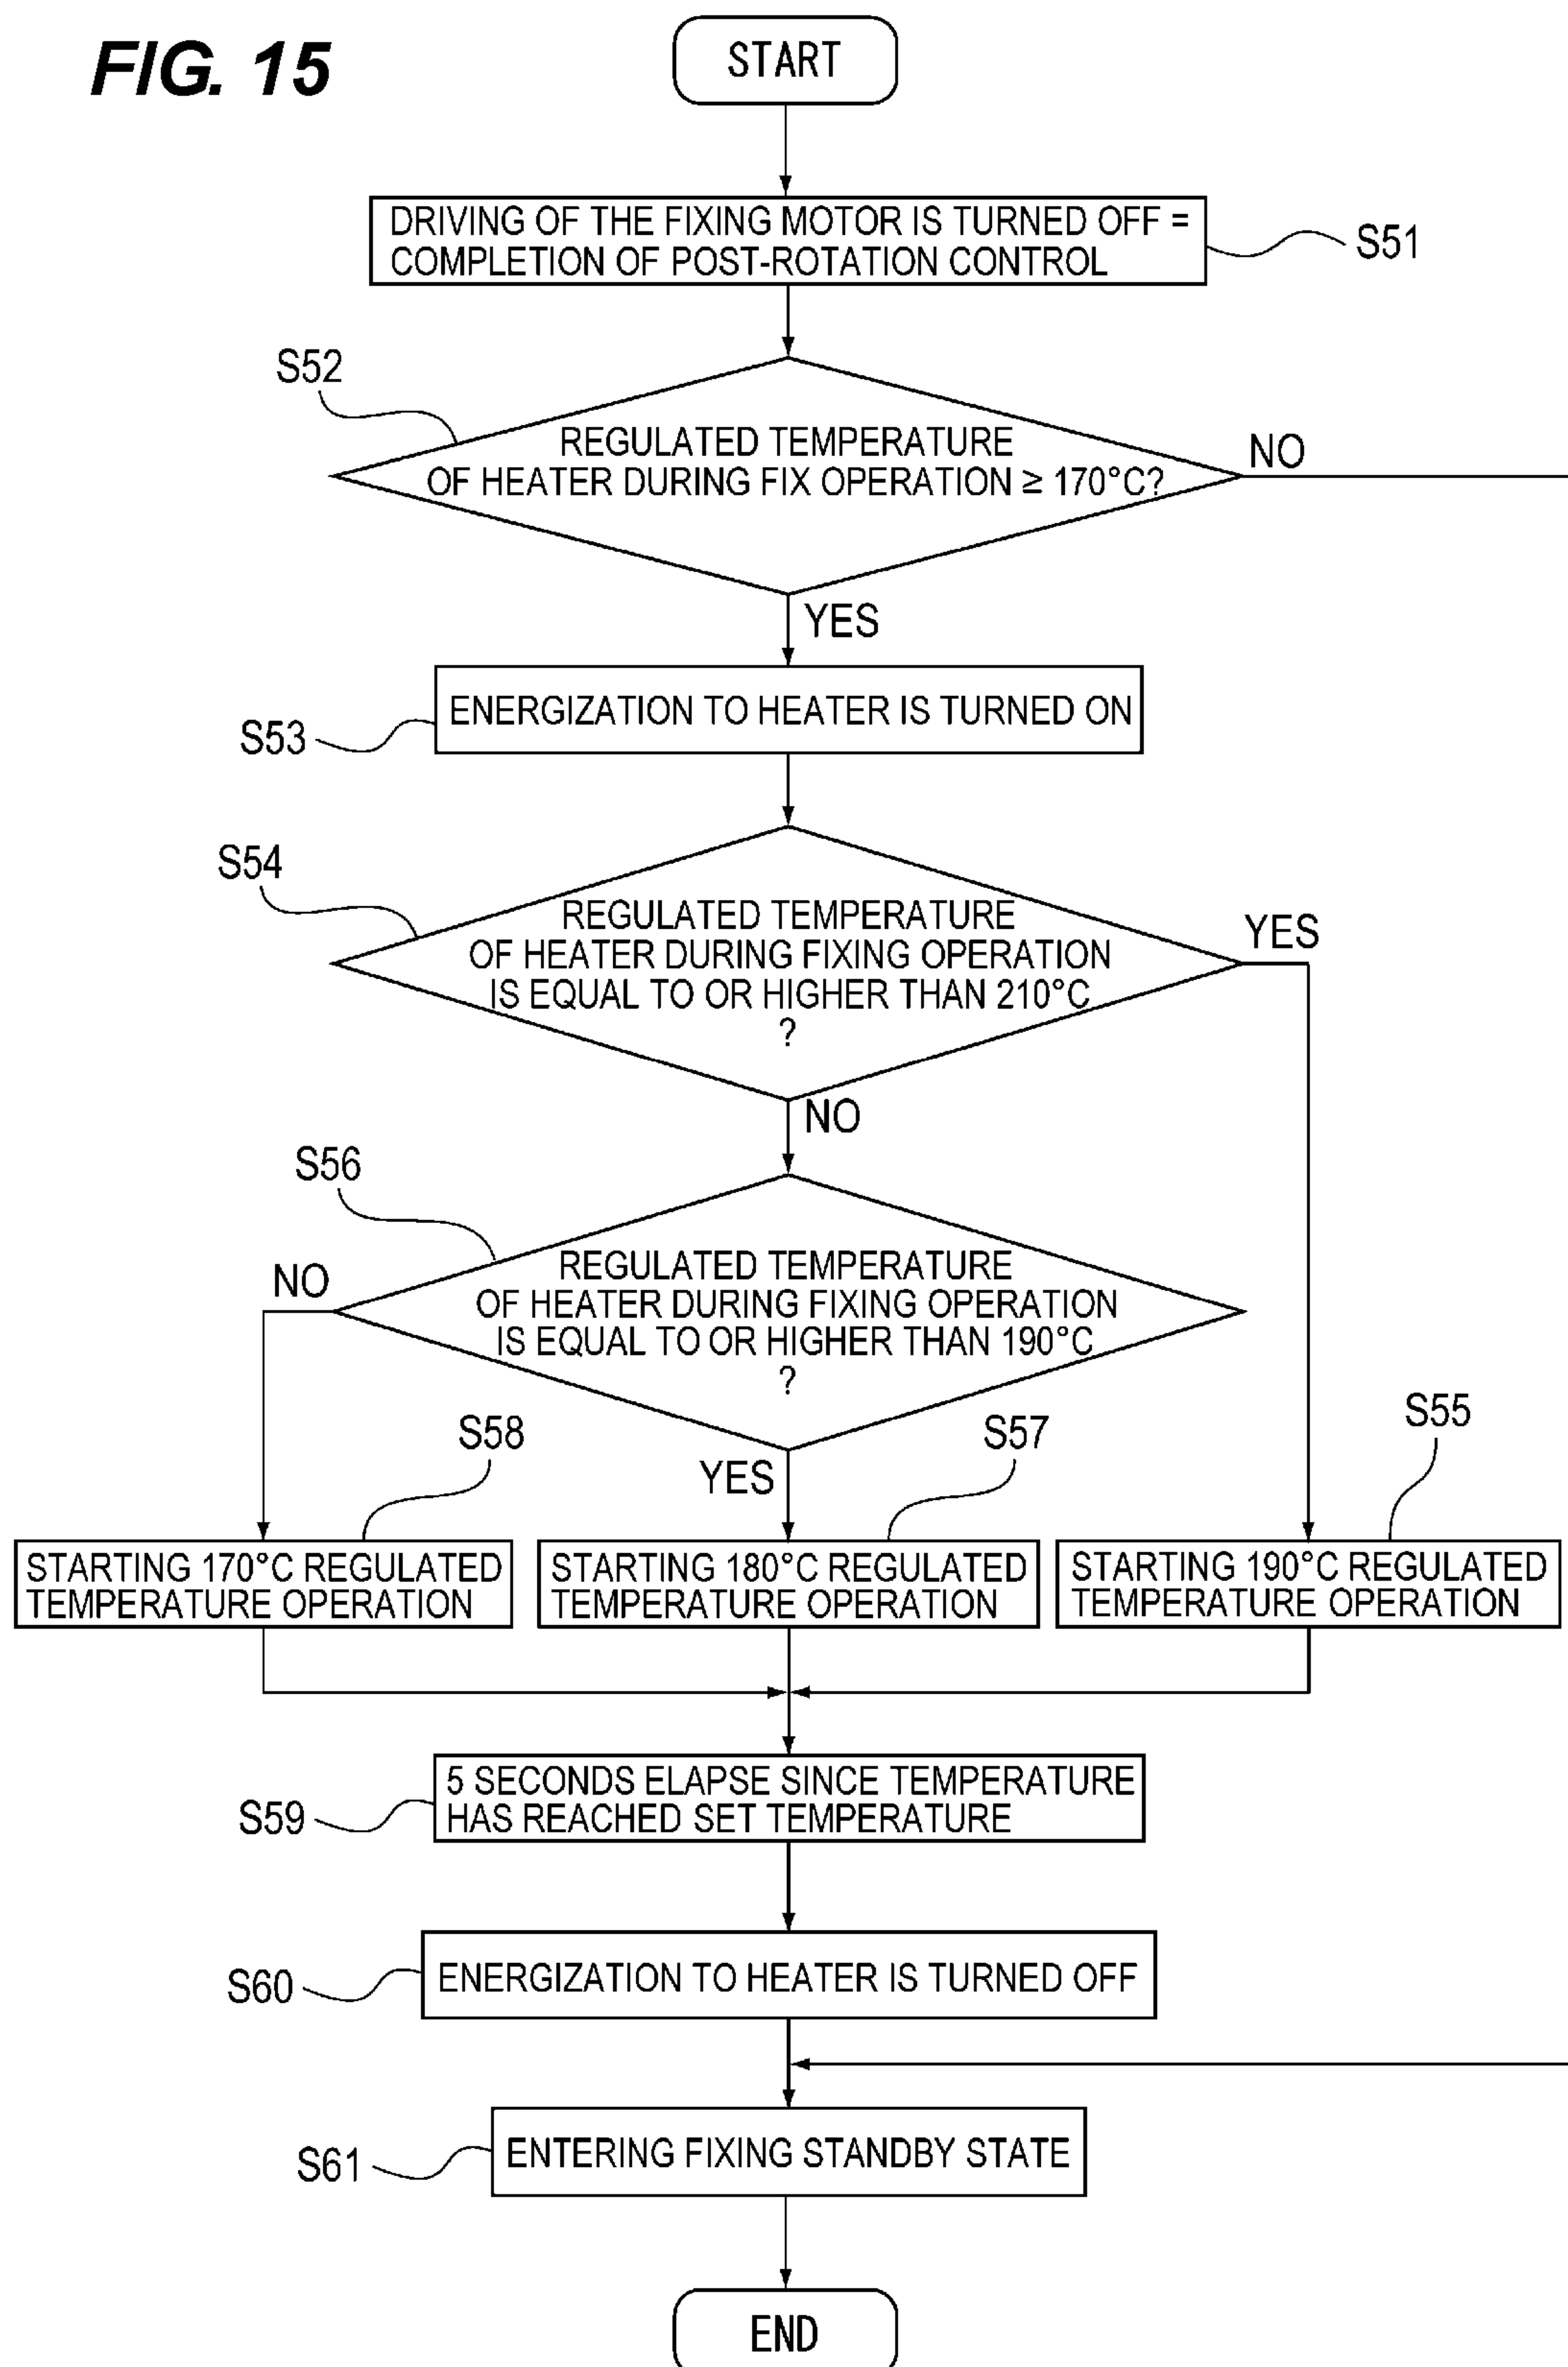 FIG. 15
START
DRIVING OF THE FIXING MOTOR IS TURNED OFF =
COMPLETION OF POST-ROTATION CONTROL
S51
S52
REGULATED TEMPERATURE
OF HEATER DURING FIX OPERATION ≥ 170°C?
NO
YES
ENERGIZATION TO HEATER IS TURNED ON
S53
S54
REGULATED TEMPERATURE
OF HEATER DURING FIXING OPERATION
IS EQUAL TO OR HIGHER THAN 210°C
?
YES
NO
S56
REGULATED TEMPERATURE
OF HEATER DURING FIXING OPERATION
IS EQUAL TO OR HIGHER THAN 190°C
?
NO
YES
S58
S57
S55
STARTING 170°C REGULATED
TEMPERATURE OPERATION
STARTING 180°C REGULATED
TEMPERATURE OPERATION
STARTING 190°C REGULATED
TEMPERATURE OPERATION
5 SECONDS ELAPSE SINCE TEMPERATURE
HAS REACHED SET TEMPERATURE
S59
ENERGIZATION TO HEATER IS TURNED OFF
S60
ENTERING FIXING STANDBY STATE
S61
END